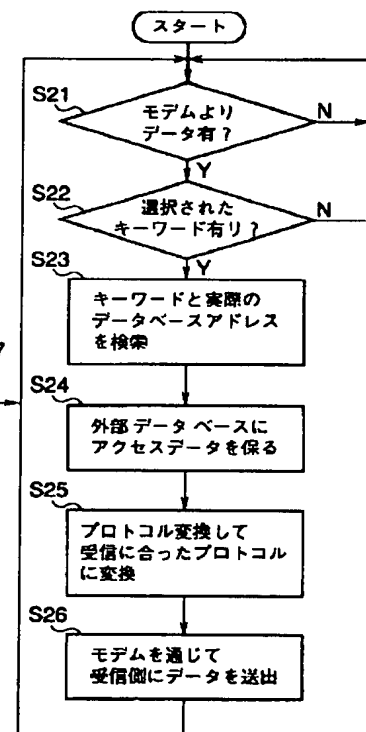 スタート
S21
モデムより
データ有?
N
Y
S22
選択された
キーワード有リ?
N
Y
S23
キーワードと実際の
データベースアドレス
を検索
S24
外部データベースに
アクセスデータを保る
S25
プロトコル変換して
受信に合ったプロトコル
に変換
S26
モデムを通じて
受信側にデータを送出